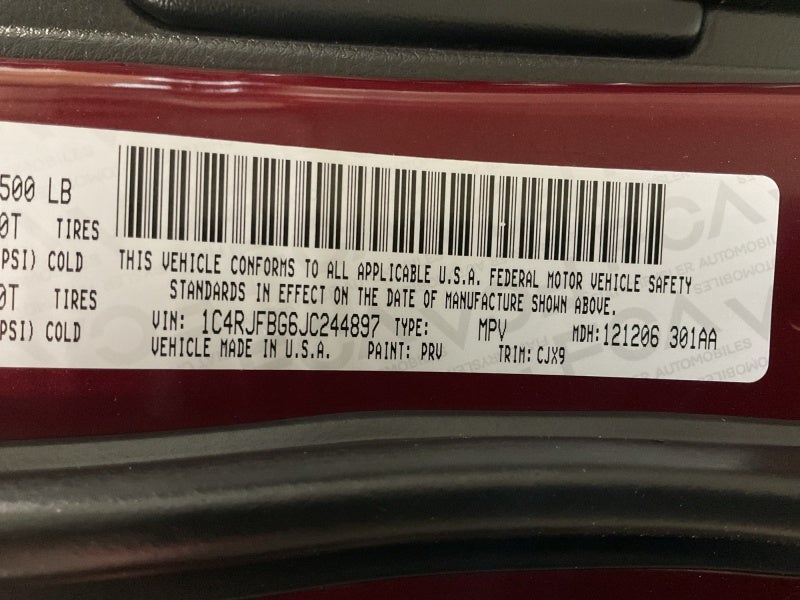 500 LB
0T TIRES
PSI) COLD
0T TIRES
PSI) COLD
THIS VEHICLE CONFORMS TO ALL APPLICABLE U.S.A. FEDERAL MOTOR VEHICLE SAFETY
STANDARDS IN EFFECT ON THE DATE OF MANUFACTURE SHOWN ABOVE.
VIN: 1C4RJFBG6JC244897 TYPE: MPV MDH: 121206 301AA
VEHICLE MADE IN U.S.A. PAINT: PRV TRIM: CJX9